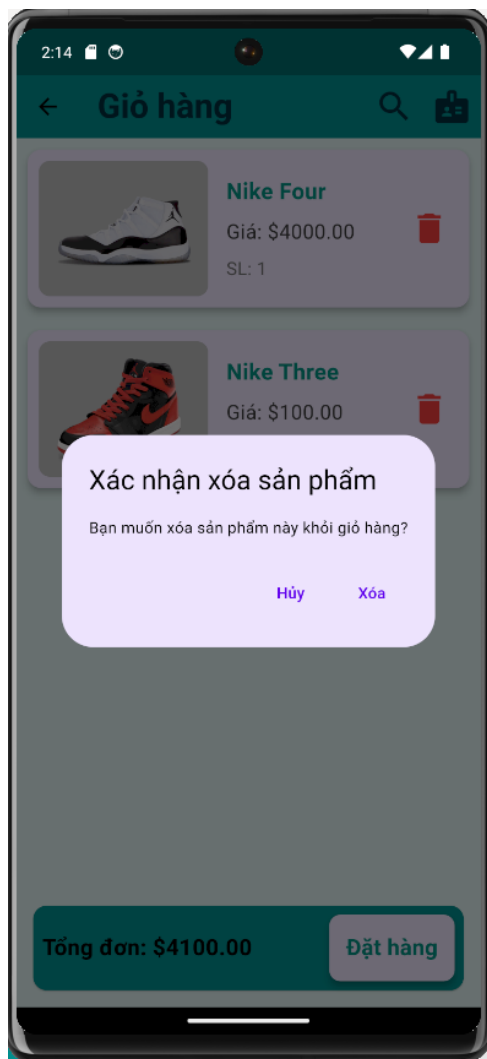 2:14
Giỏ hàng
Nike Four
Giá: $4000.00
SL: 1
Nike Three
Giá: $100.00
Xác nhận xóa sản phẩm
Bạn muốn xóa sản phẩm này khỏi giỏ hàng?
Hủy
Xóa
Tổng đơn: $4100.00
Đặt hàng